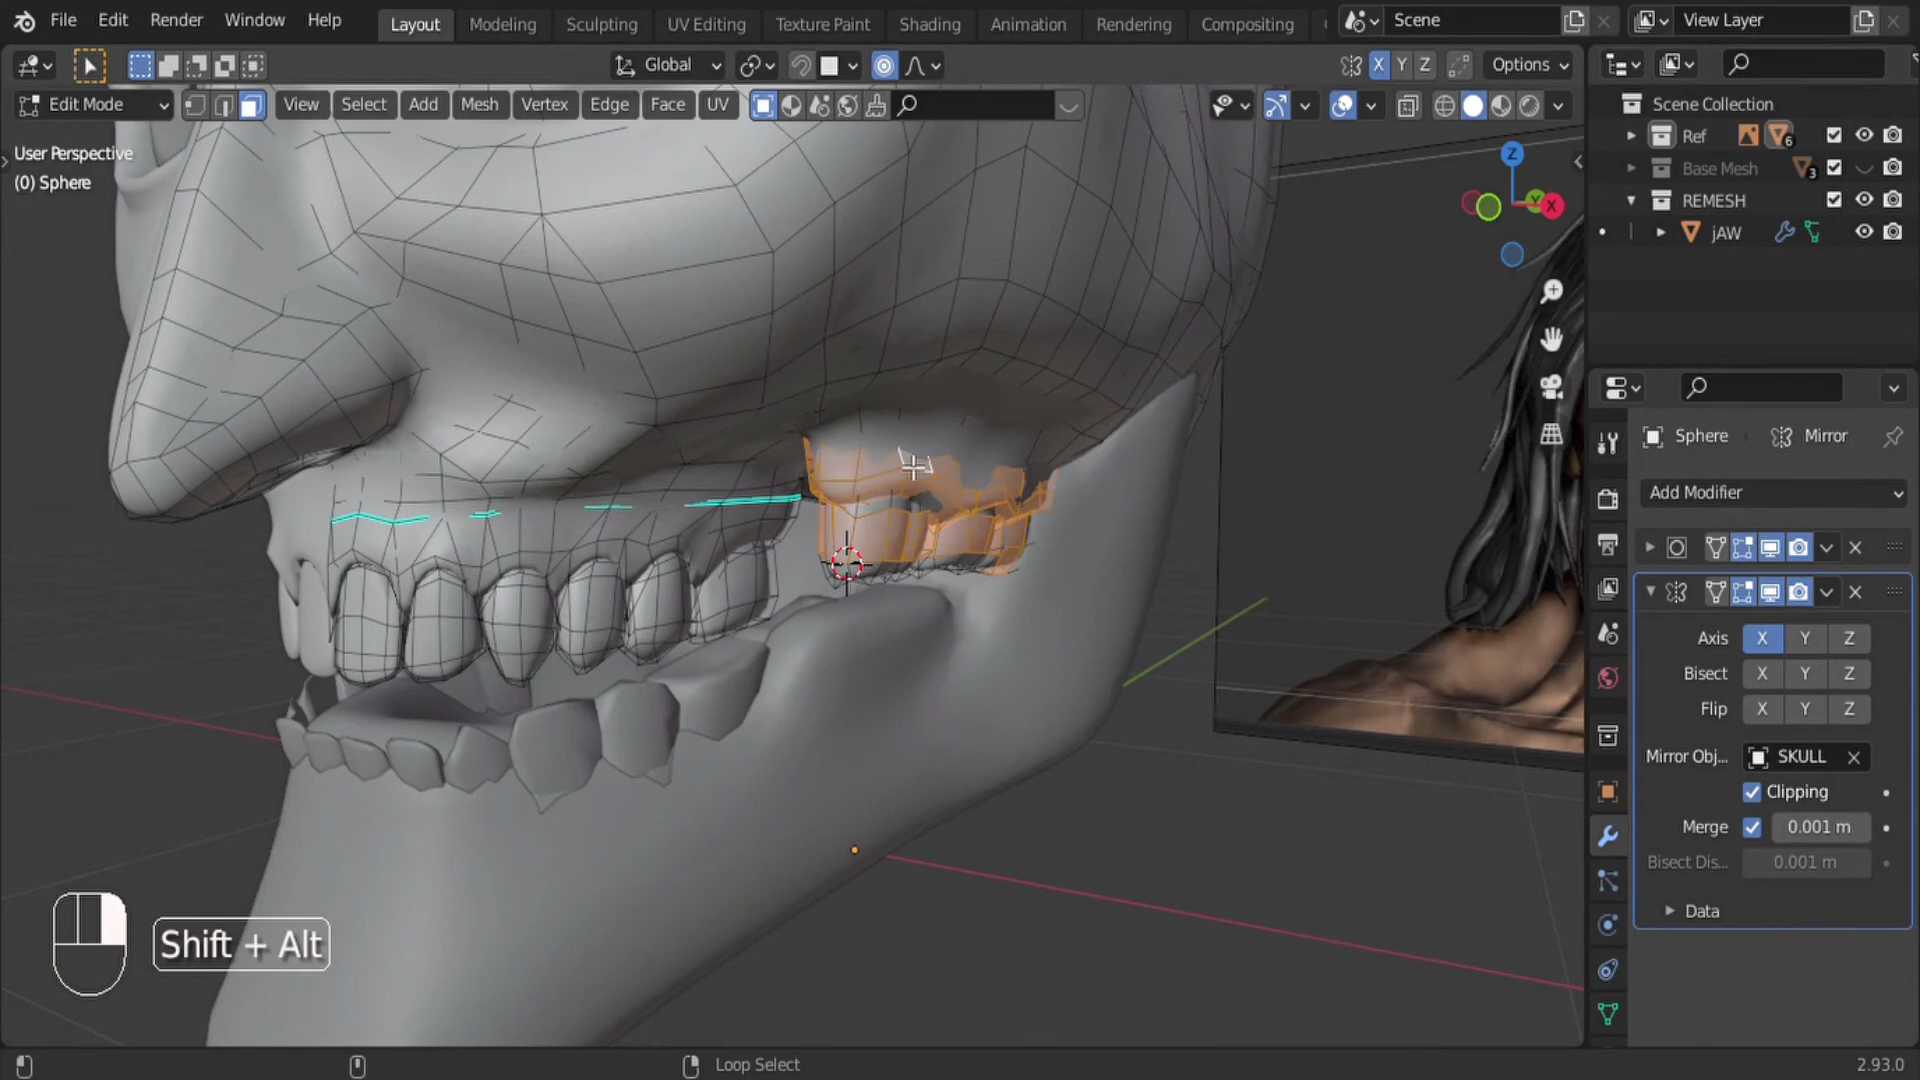 File Edit Render Window Help Layout Modeling Sculpting UV Editing Texture Paint Shading Animation Rendering Compositing Scene View Layer
Global X Y Z Options
Edit Mode View Select Add Mesh Vertex Edge Face UV
User Perspective
(0) Sphere
Z
Y
X
Scene Collection
Ref 6
Base Mesh 3
REMESH
jAW
Sphere Mirror
Add Modifier
Axis X Y Z
Bisect X Y Z
Flip X Y Z
Mirror Obj... SKULL
Clipping
Merge 0.001 m
Bisect Dis... 0.001 m
Data
Shift + Alt
Loop Select
2.93.0